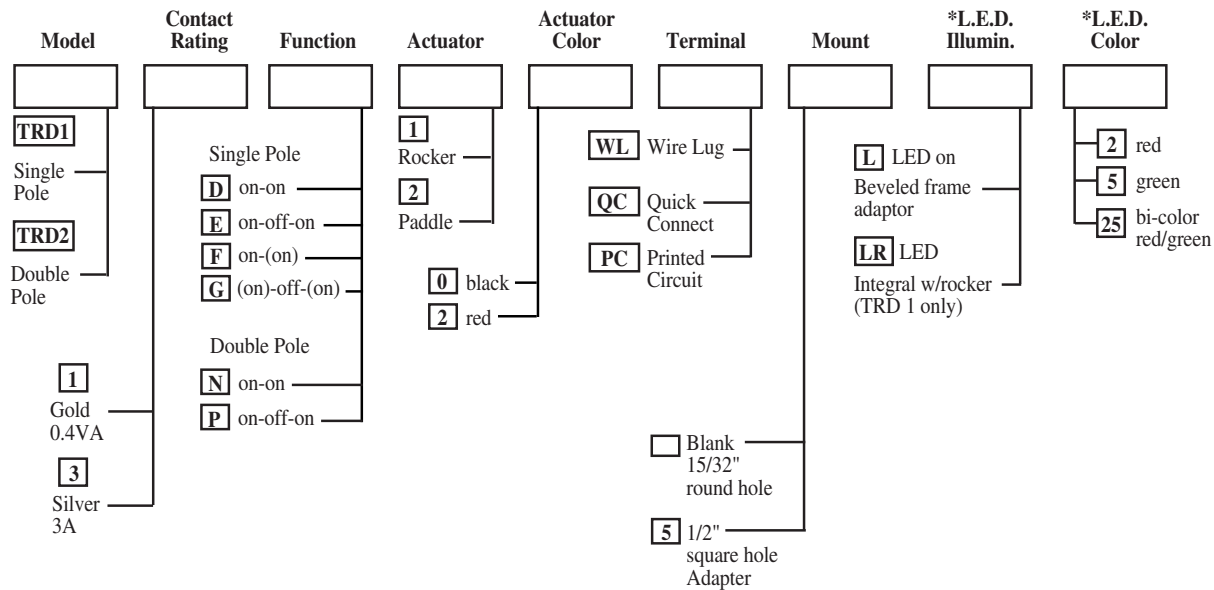 Model
Contact
Rating
Function
Actuator
Actuator
Color
Terminal
Mount
*L.E.D.
Illumin.
*L.E.D.
Color
TRD1
Single
Pole
TRD2
Double
Pole
1
Gold
0.4VA
3
Silver
3A
Single Pole
D on-on
E on-off-on
F on-(on)
G (on)-off-(on)
Double Pole
N on-on
P on-off-on
1
Rocker
2
Paddle
0 black
2 red
WL Wire Lug
QC Quick
Connect
PC Printed
Circuit
Blank
15/32"
round hole
5 1/2"
square hole
Adapter
L LED on
Beveled frame
adaptor
LR LED
Integral w/rocker
(TRD 1 only)
2 red
5 green
25 bi-color
red/green